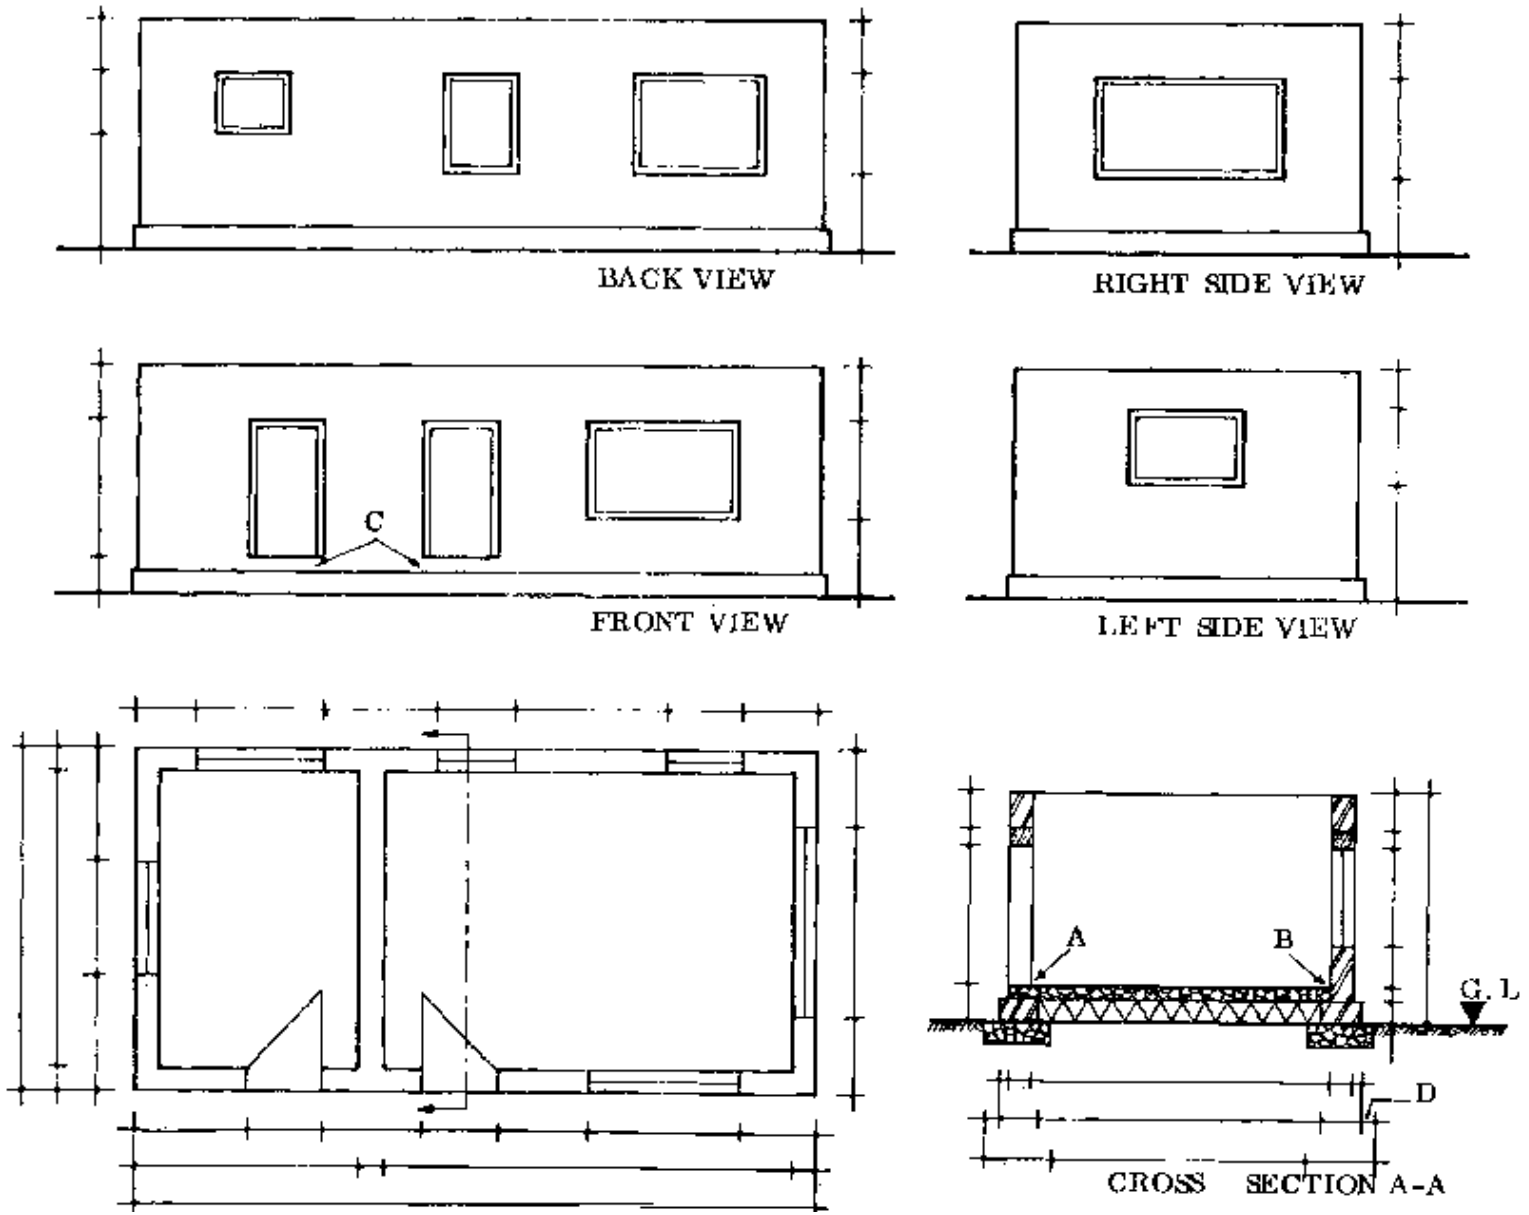 BACK VIEW
RIGHT SIDE VIEW
C
FRONT VIEW
LEFT SIDE VIEW
A
B
G.L
D
CROSS SECTION A-A